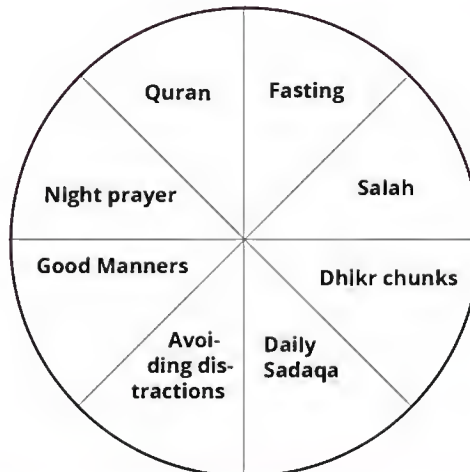 Quran
Fasting
Night prayer
Salah
Good Manners
Dhikr chunks
Avoi-
ding dis-
tractions
Daily
Sadaqa